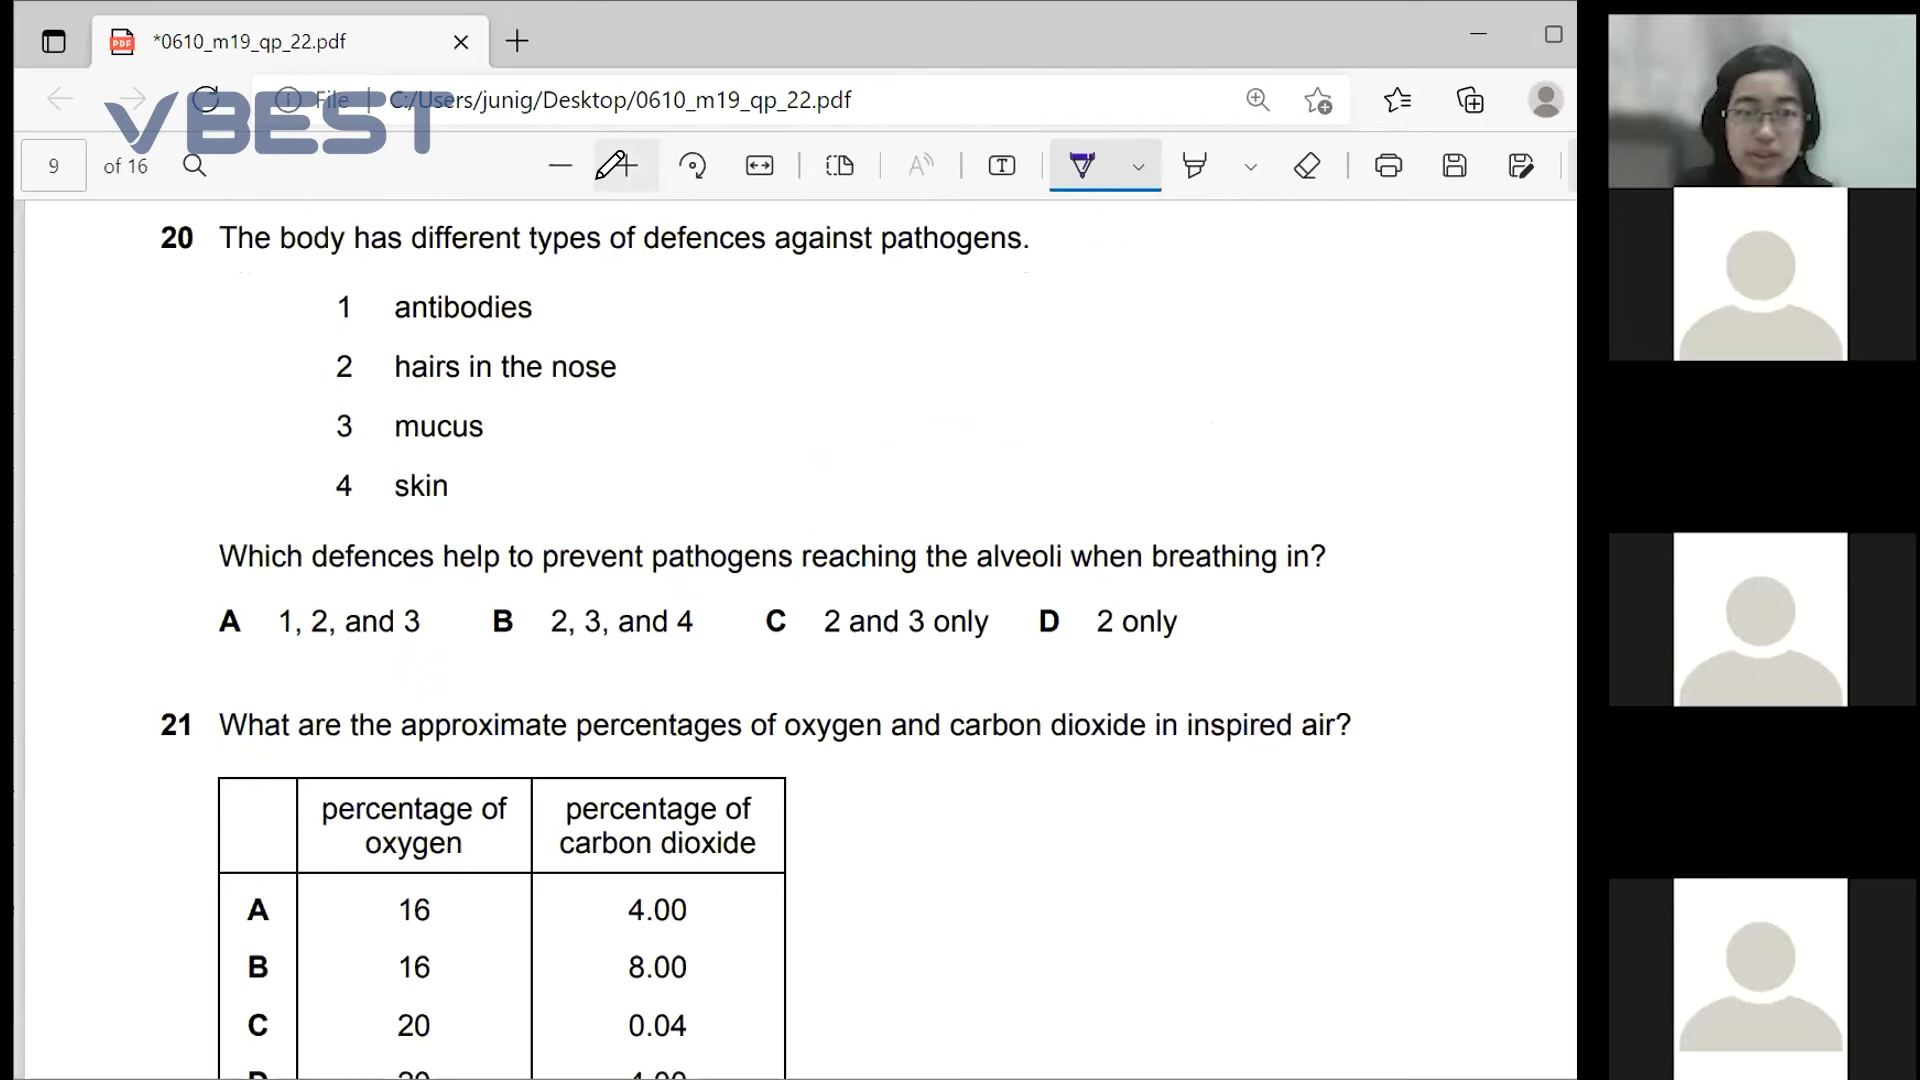 *0610_m19_qp_22.pdf
File | C:/Users/junig/Desktop/0610_m19_qp_22.pdf
VBEST
9 of 16
20 The body has different types of defences against pathogens.
1 antibodies
2 hairs in the nose
3 mucus
4 skin
Which defences help to prevent pathogens reaching the alveoli when breathing in?
A 1, 2, and 3 B 2, 3, and 4 C 2 and 3 only D 2 only
21 What are the approximate percentages of oxygen and carbon dioxide in inspired air?
percentage of oxygen percentage of carbon dioxide
A 16 4.00
B 16 8.00
C 20 0.04